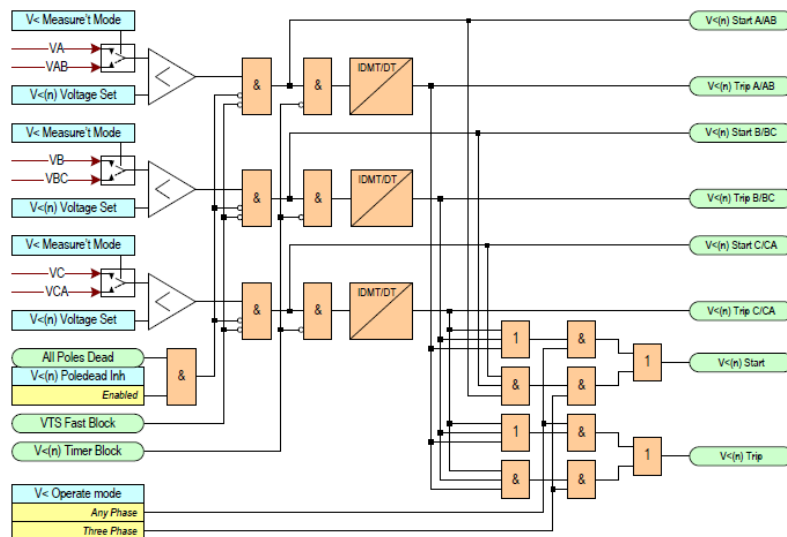 V< Measure't Mode
V<(n) Start A/AB
VA
VAB
&
&
IDMT/DT
V<(n) Trip A/AB
V<(n) Voltage Set
V< Measure't Mode
V<(n) Start B/BC
VB
VBC
&
&
IDMT/DT
V<(n) Trip B/BC
V<(n) Voltage Set
V< Measure't Mode
V<(n) Start C/CA
VC
VCA
&
&
IDMT/DT
V<(n) Trip C/CA
V<(n) Voltage Set
1
&
All Poles Dead
1
V<(n) Start
V<(n) Poledead Inh
&
Enabled
&
&
VTS Fast Block
1
&
V<(n) Timer Block
1
V<(n) Trip
&
&
V< Operate mode
Any Phase
Three Phase